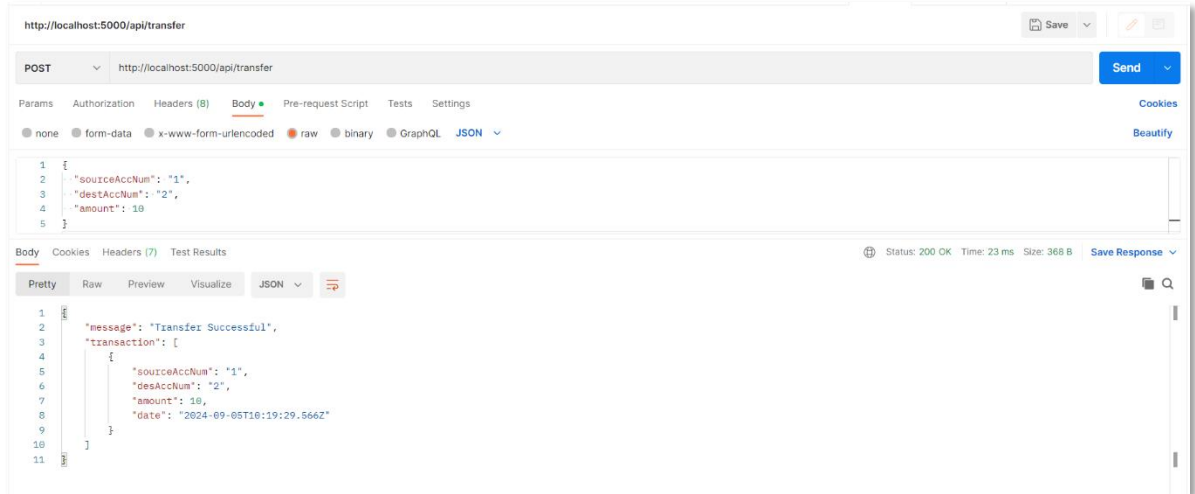 http://localhost:5000/api/transfer Save
POST http://localhost:5000/api/transfer Send
Params Authorization Headers (8) Body Pre-request Script Tests Settings Cookies
none form-data x-www-form-urlencoded raw binary GraphQL JSON Beautify
1 {
2 "sourceAccNum": "1",
3 "destAccNum": "2",
4 "amount": 10
5 }
Body Cookies Headers (7) Test Results Status: 200 OK Time: 23 ms Size: 368 B Save Response
Pretty Raw Preview Visualize JSON
1 {
2 "message": "Transfer Successful",
3 "transaction": [
4 {
5 "sourceAccNum": "1",
6 "desAccNum": "2",
7 "amount": 10,
8 "date": "2024-09-05T10:19:29.566Z"
9 }
10 ]
11 }